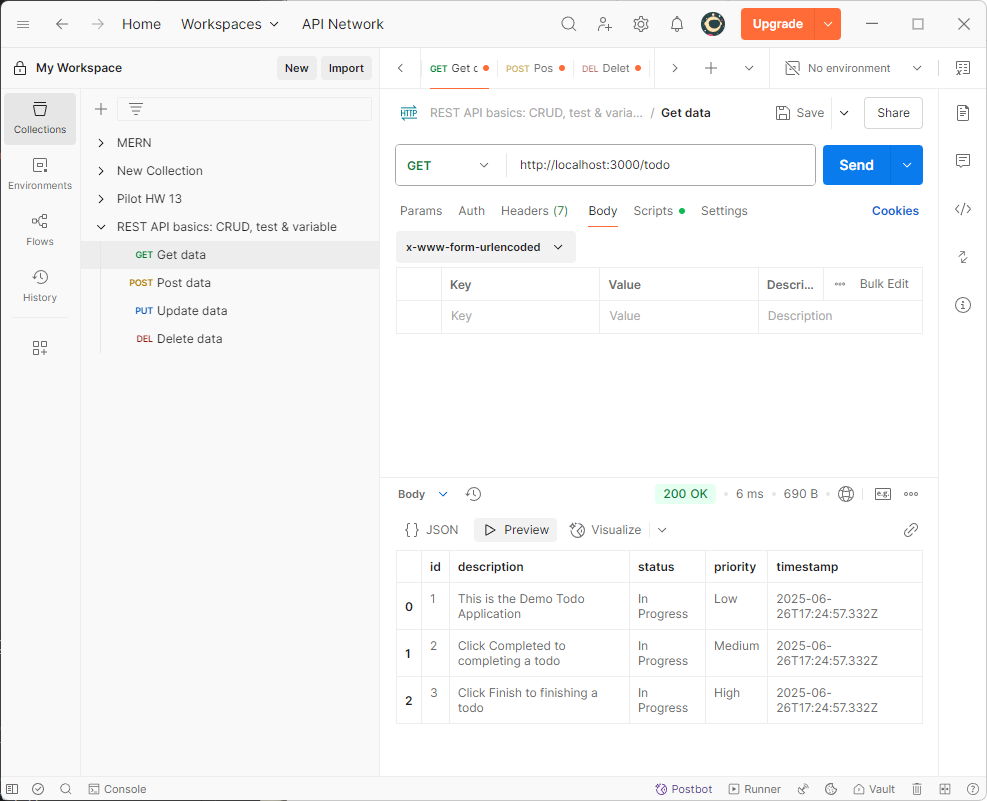 Home Workspaces API Network Upgrade
My Workspace New Import
GET Get c POST Pos DEL Delet No environment
Collections
Environments
Flows
History
MERN
New Collection
Pilot HW 13
REST API basics: CRUD, test & variable
GET Get data
POST Post data
PUT Update data
DEL Delete data
HTTP REST API basics: CRUD, test & varia... / Get data Save Share
GET http://localhost:3000/todo Send
Params Auth Headers (7) Body Scripts Settings Cookies
x-www-form-urlencoded
Key Value Descri... Bulk Edit
Key Value Description
Body 200 OK 6 ms 690 B e.g.
{} JSON Preview Visualize
id description status priority timestamp
0 1 This is the Demo Todo In Low 2025-06-
Application Progress 26T17:24:57.332Z
1 2 Click Completed to In Medium 2025-06-
completing a todo Progress 26T17:24:57.332Z
2 3 Click Finish to finishing a In High 2025-06-
todo Progress 26T17:24:57.332Z
Console Postbot Runner Vault